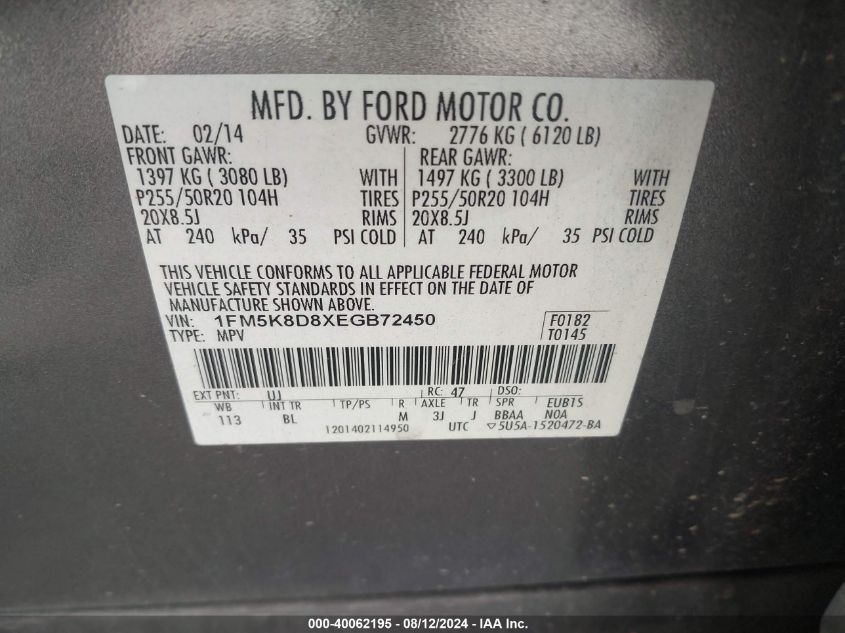 MFD. BY FORD MOTOR CO.
DATE: 02/14 GVWR: 2776 KG ( 6120 LB)
FRONT GAWR: REAR GAWR:
1397 KG ( 3080 LB) WITH 1497 KG ( 3300 LB) WITH
P255/50R20 104H TIRES P255/50R20 104H TIRES
20X8.5J RIMS 20X8.5J RIMS
AT 240 kPa/ 35 PSI COLD AT 240 kPa/ 35 PSI COLD
THIS VEHICLE CONFORMS TO ALL APPLICABLE FEDERAL MOTOR
VEHICLE SAFETY STANDARDS IN EFFECT ON THE DATE OF
MANUFACTURE SHOWN ABOVE.
VIN: 1FM5K8D8XEGB72450 F0182
TYPE: MPV T0145
EXT PNT: UJ RC: 47 DSO:
WB INT TR TP/PS R AXLE TR SPR EUB15
113 BL M 3J J BBAA NOA
1201402114950 UTC ▽5U5A-1520472-BA
000-40062195 - 08/12/2024 - IAA Inc.